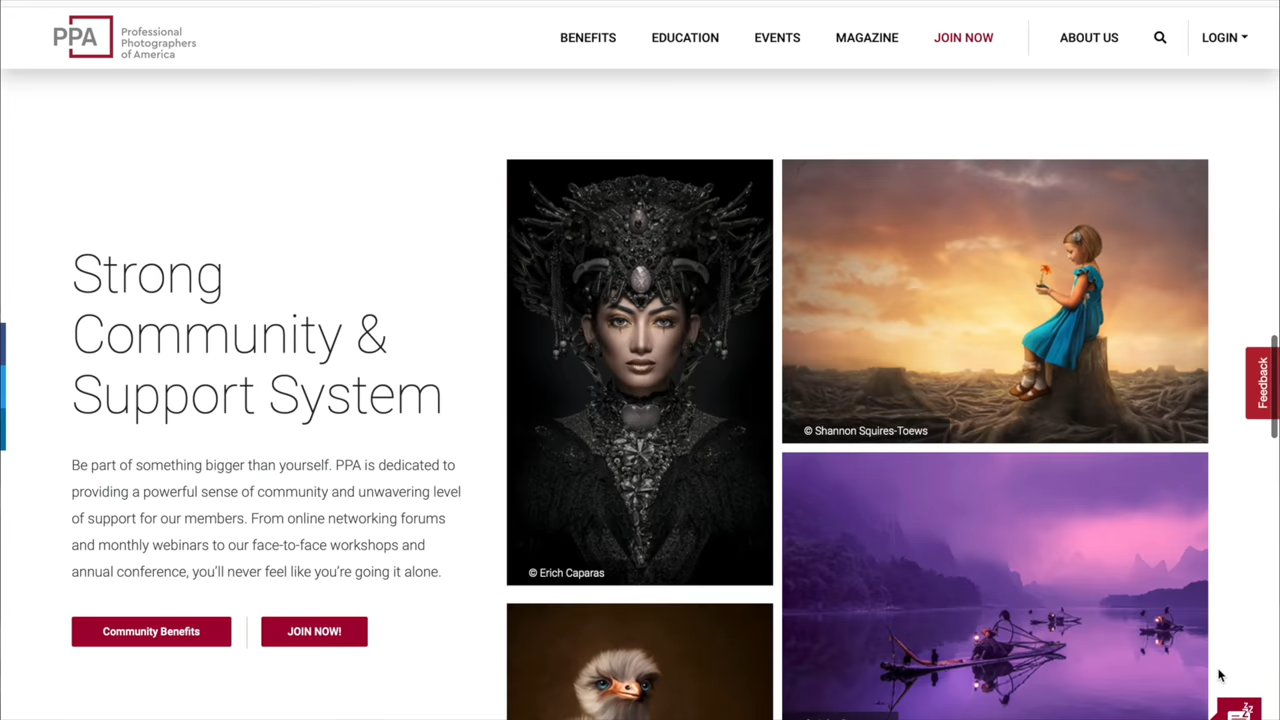 PPA
Professional
Photographers
of America
BENEFITS
EDUCATION
EVENTS
MAGAZINE
JOIN NOW
ABOUT US
LOGIN
Strong
Community &
Support System
Be part of something bigger than yourself. PPA is dedicated to
providing a powerful sense of community and unwavering level
of support for our members. From online networking forums
and monthly webinars to our face-to-face workshops and
annual conference, you'll never feel like you're going it alone.
Community Benefits
JOIN NOW!
© Erich Caparas
© Shannon Squires-Toews
Feedback